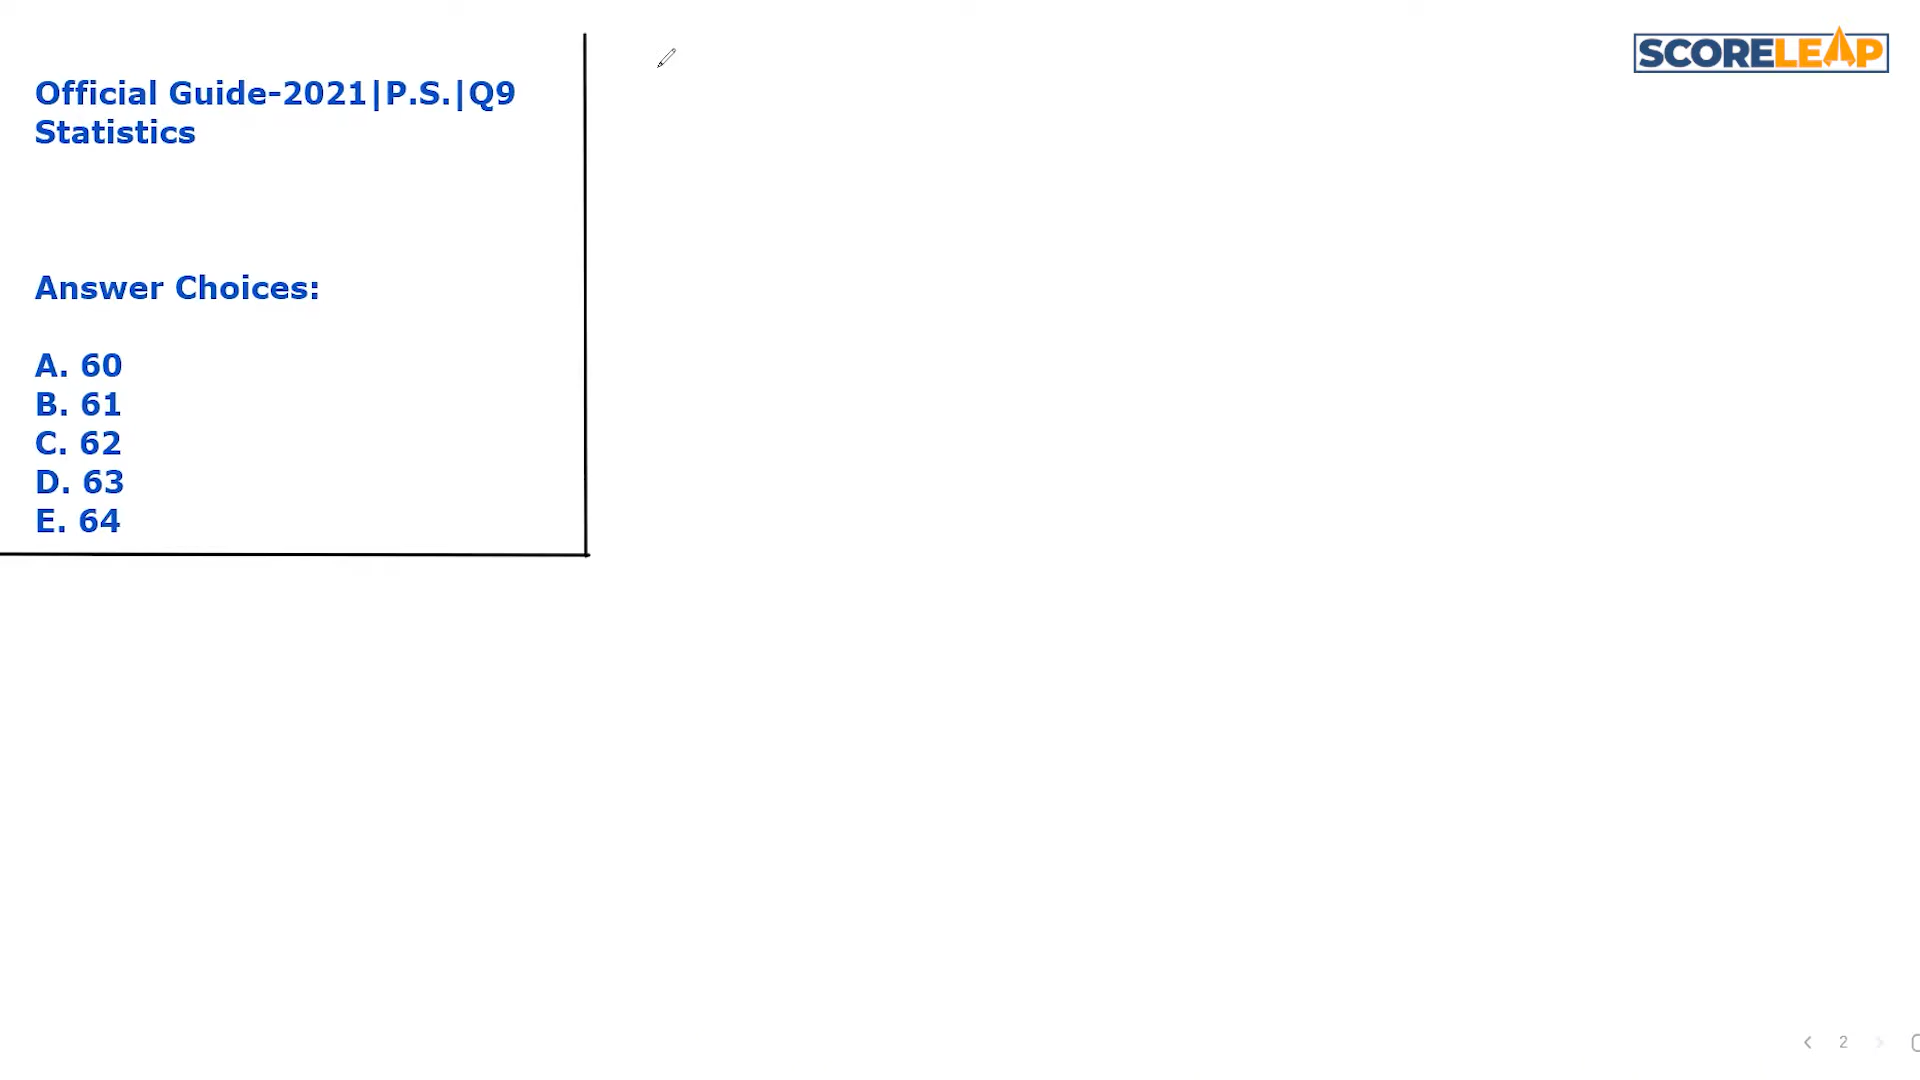 SCORELEAP
Official Guide-2021|P.S.|Q9
Statistics
Answer Choices:
A. 60
B. 61
C. 62
D. 63
E. 64
2